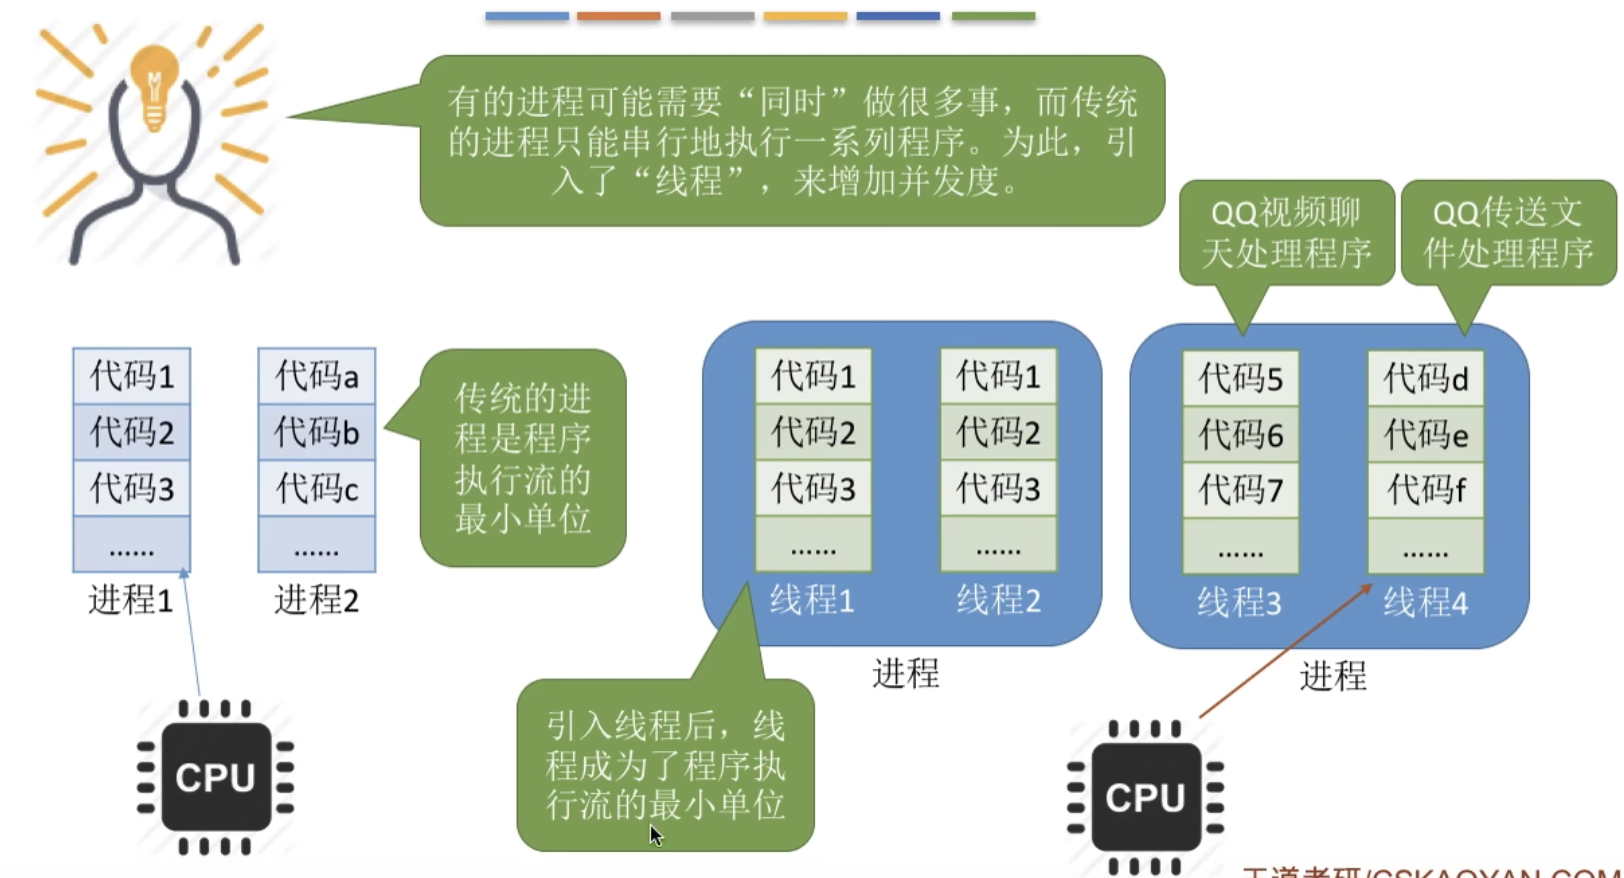 有的进程可能需要“同时”做很多事，而传统
的进程只能串行地执行一系列程序。为此，引
入了“线程”，来增加并发度。
QQ视频聊
天处理程序
QQ传送文
件处理程序
代码1
代码2
代码3
……
进程1
代码a
代码b
代码c
……
进程2
传统的进
程是程序
执行流的
最小单位
代码1
代码2
代码3
……
线程1
代码1
代码2
代码3
……
线程2
进程
代码5
代码6
代码7
……
线程3
代码d
代码e
代码f
……
线程4
进程
引入线程后，线
程成为了程序执
行流的最小单位
CPU
CPU
王道考研/CSKAOYAN.COM